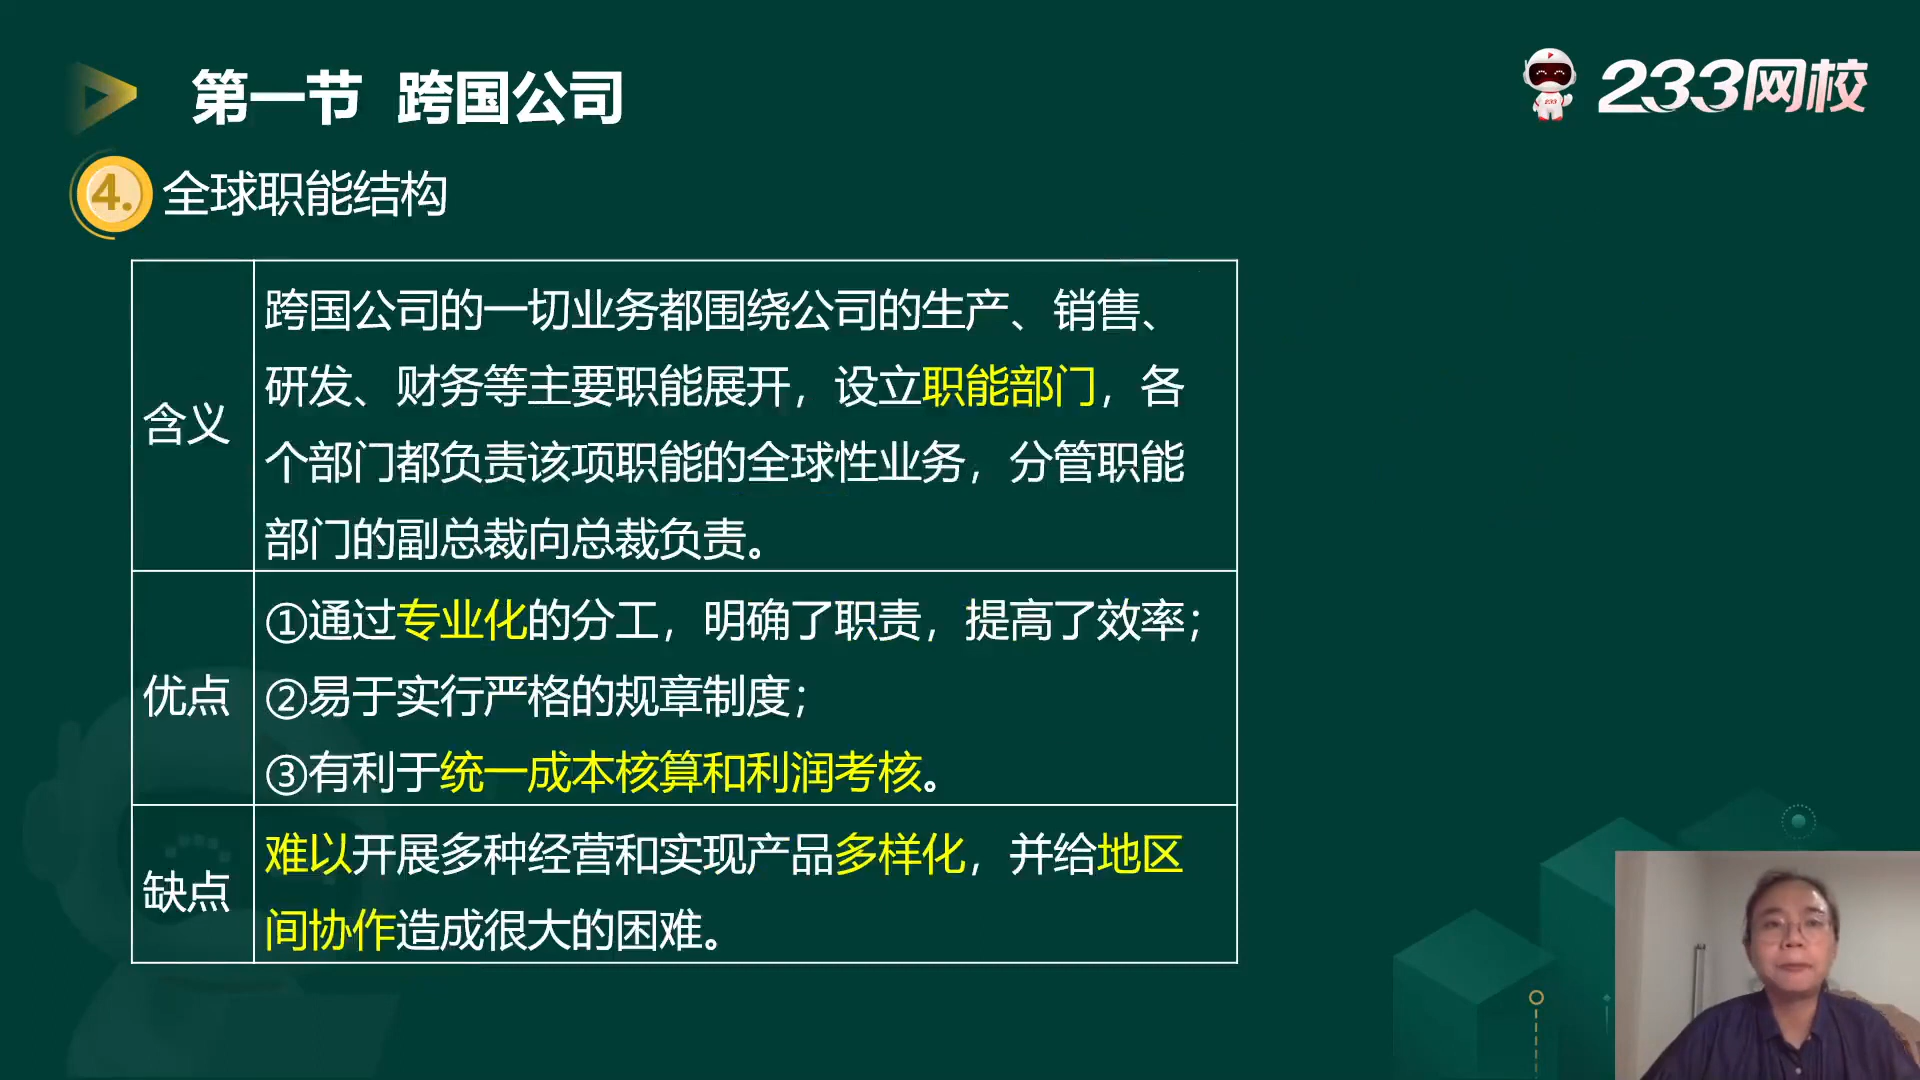 第一节 跨国公司
233网校
4. 全球职能结构
含义
跨国公司的一切业务都围绕公司的生产、销售、
研发、财务等主要职能展开，设立职能部门，各
个部门都负责该项职能的全球性业务，分管职能
部门的副总裁向总裁负责。
优点
①通过专业化的分工，明确了职责，提高了效率；
②易于实行严格的规章制度；
③有利于统一成本核算和利润考核。
缺点
难以开展多种经营和实现产品多样化，并给地区
间协作造成很大的困难。